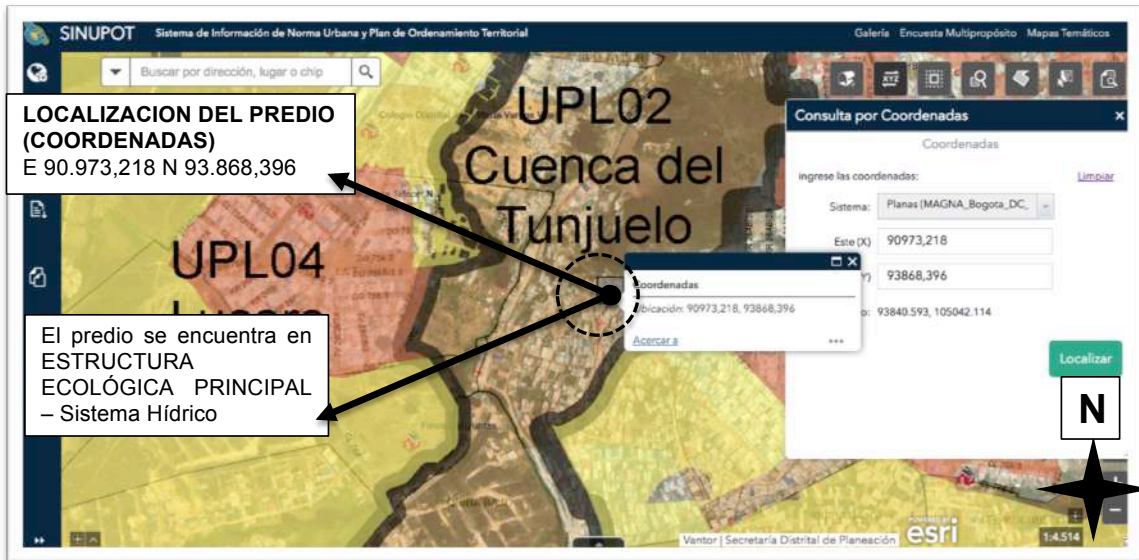 SINUPOT Sistema de Información de Norma Urbana y Plan de Ordenamiento Territorial
Galería Encuesta Multipropósito Mapas Temáticos
Buscar por dirección, lugar o chip
LOCALIZACION DEL PREDIO
(COORDENADAS)
E 90.973,218 N 93.868,396
UPL02
Cuenca del
Tunjuelo
UPL04
El predio se encuentra en
ESTRUCTURA
ECOLÓGICA PRINCIPAL
– Sistema Hídrico
Coordenadas
Ubicación: 90973,218, 93868,396
Acercar a
Consulta por Coordenadas
Coordenadas
ingrese las coordenadas:
Limpiar
Sistema: Planas (MAGNA_Bogota_DC_
Este (X) 90973,218
93868,396
93840.593, 105042.114
Localizar
N
Vantor | Secretaría Distrital de Planeación
POWERED BY
esri
1:4.514